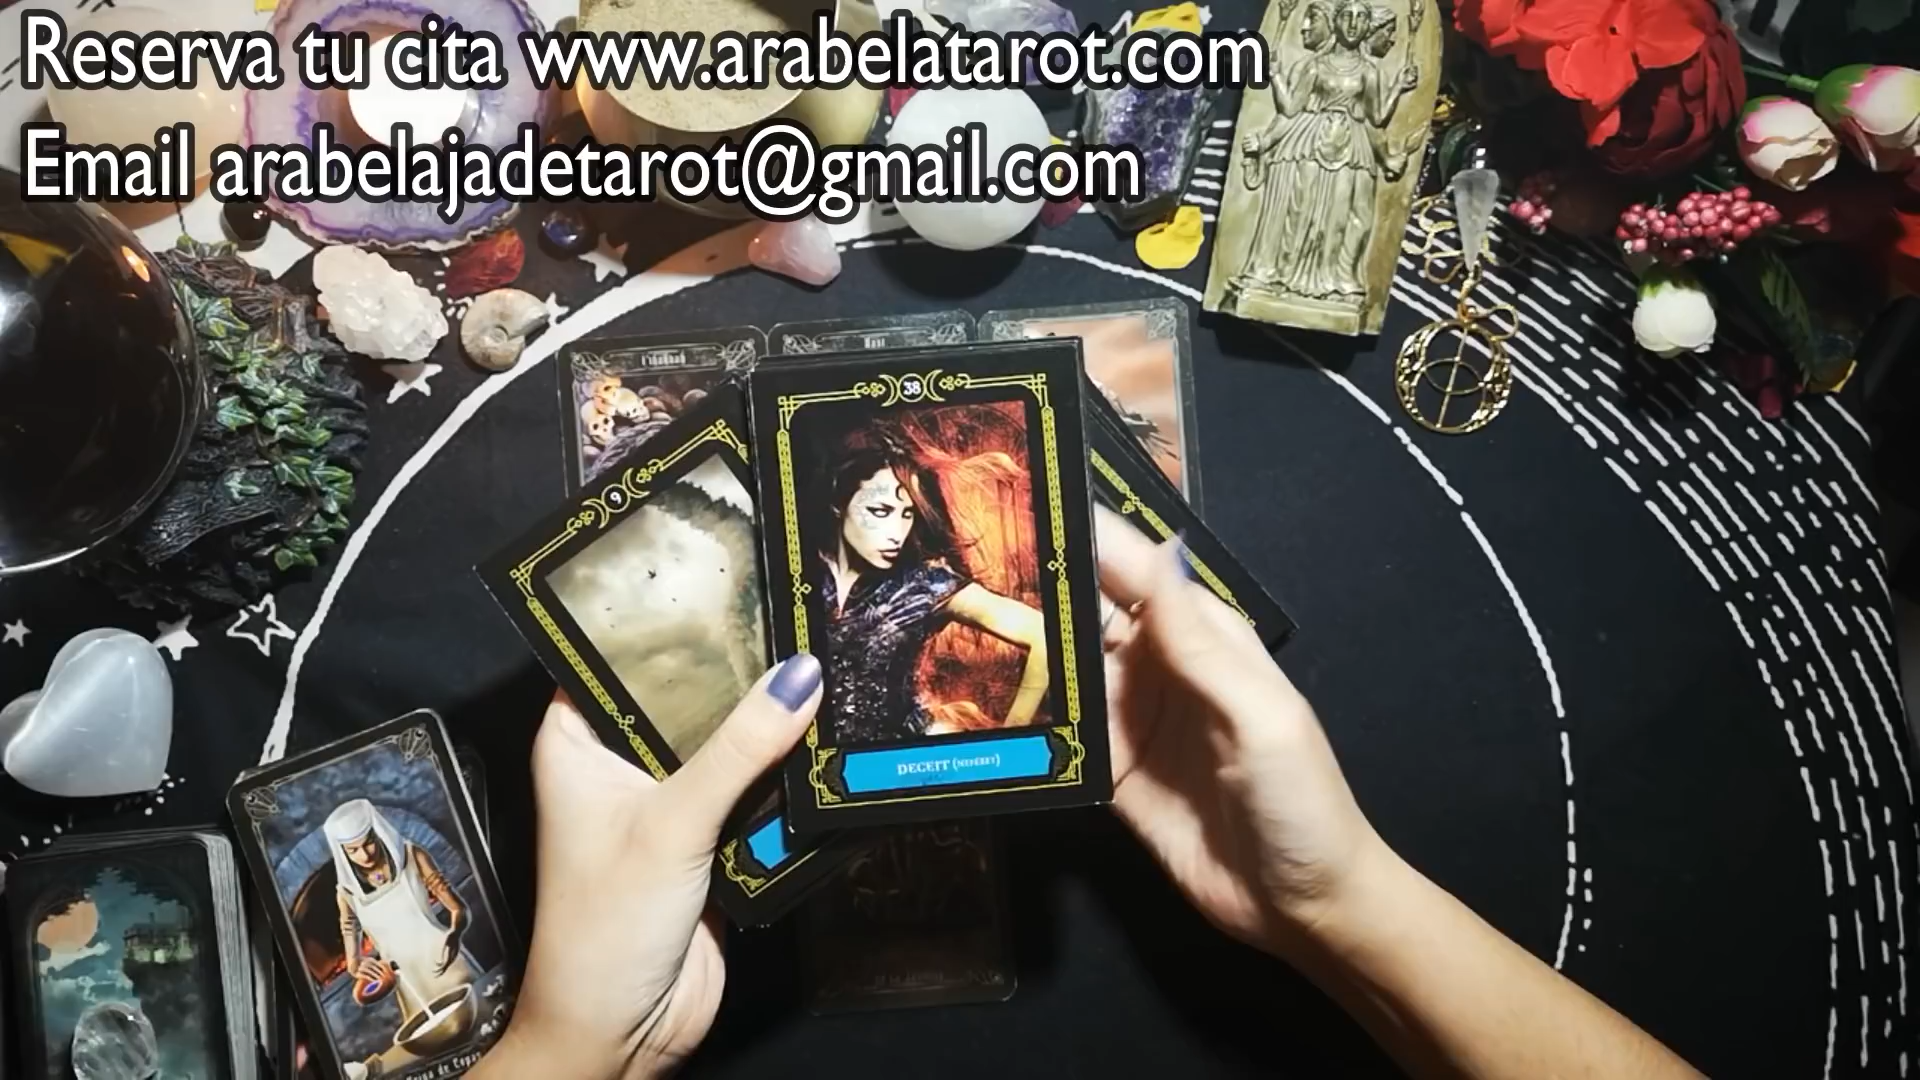 Reserva tu cita www.arabelatarot.com
Email arabelajadetarot@gmail.com
38
9
DECEIT